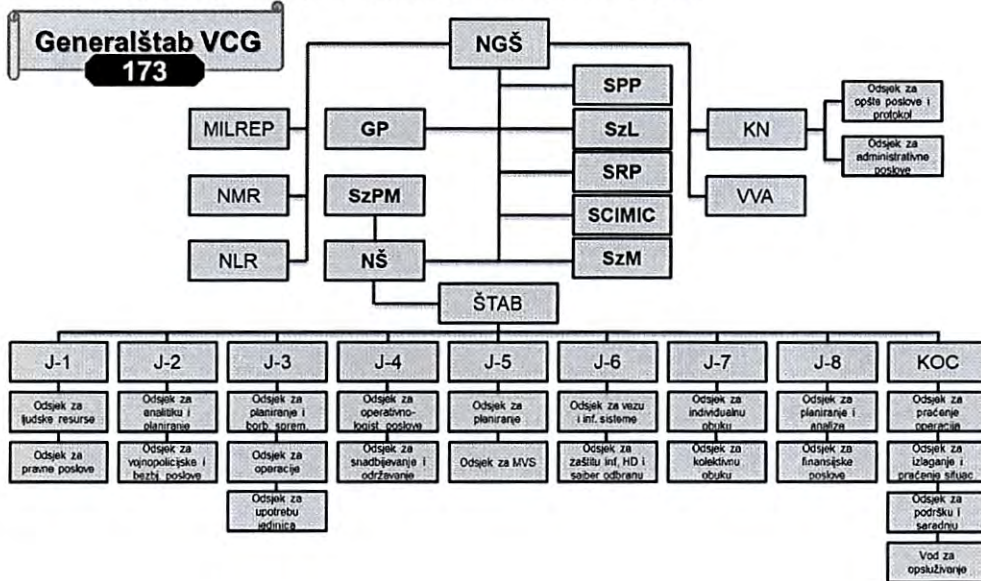 Generalštab VCG
173
NGŠ
SPP
MILREP
GP
SzL
KN
Odsjek za
opšte poslove i
protokol
Odsjek za
administrativne
poslove
SRP
NMR
SzPM
SCIMIC
VVA
NLR
NŠ
SzM
ŠTAB
J-1
J-2
J-3
J-4
J-5
J-6
J-7
J-8
KOC
Odsjek za
ljudske resurse
Odsjek za
analitiku i
planiranje
Odsjek za
planiranje i
borb. sprem.
Odsjek za
operativno-
logist. poslove
Odsjek za
planiranje
Odsjek za vezu
i inf. sisteme
Odsjek za
individualnu
obuku
Odsjek za
planiranje i
analize
Odsjek za
praćenje
operacija
Odsjek za
pravne poslove
Odsjek za
vojnopolicijske i
bezbj. poslove
Odsjek za
operacije
Odsjek za
snadbijevanje i
održavanje
Odsjek za MVS
Odsjek za
zaštitu inf, HD i
sajber odbranu
Odsjek za
kolektivnu
obuku
Odsjek za
finansijske
poslove
Odsjek za
izlaganje i
praćenje situac.
Odsjek za
upotrebu
jedinica
Odsjek za
podršku i
saradnju
Vod za
opsluživanje